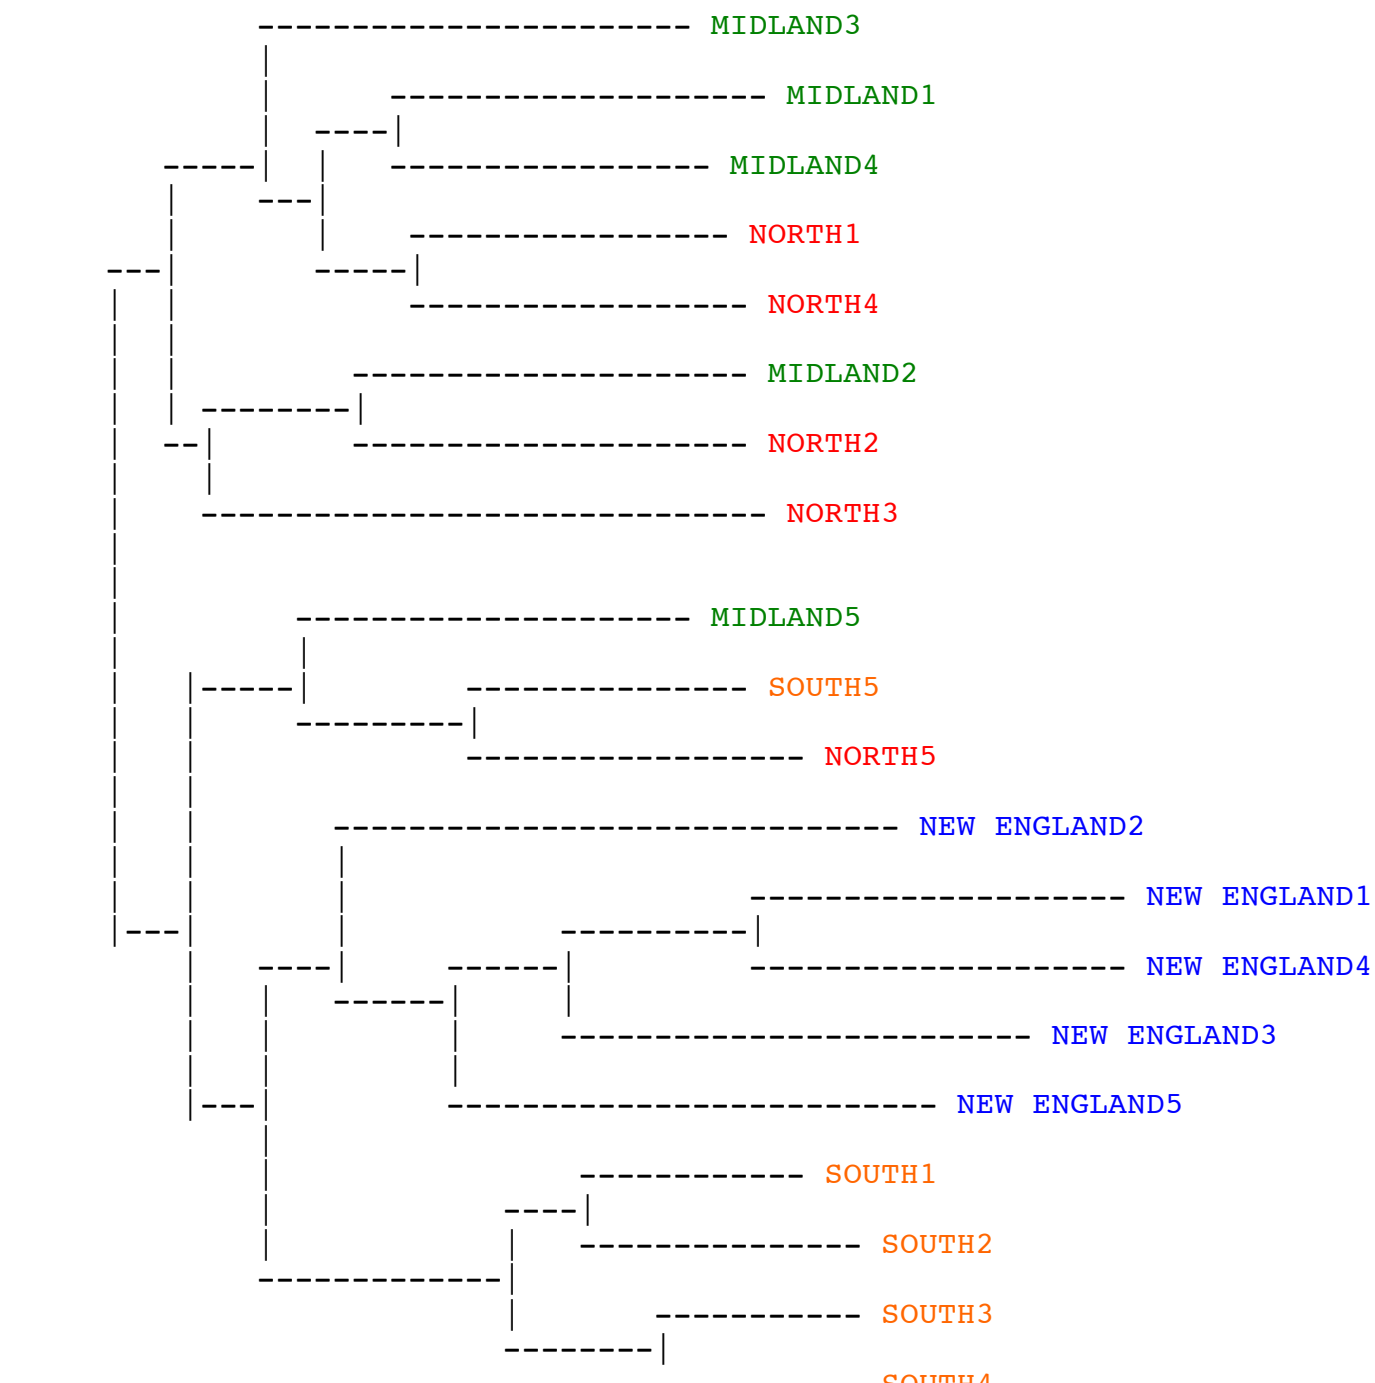 MIDLAND3
MIDLAND1
MIDLAND4
NORTH1
NORTH4
MIDLAND2
NORTH2
NORTH3
MIDLAND5
SOUTH5
NORTH5
NEW ENGLAND2
NEW ENGLAND1
NEW ENGLAND4
NEW ENGLAND3
NEW ENGLAND5
SOUTH1
SOUTH2
SOUTH3
SOUTH4